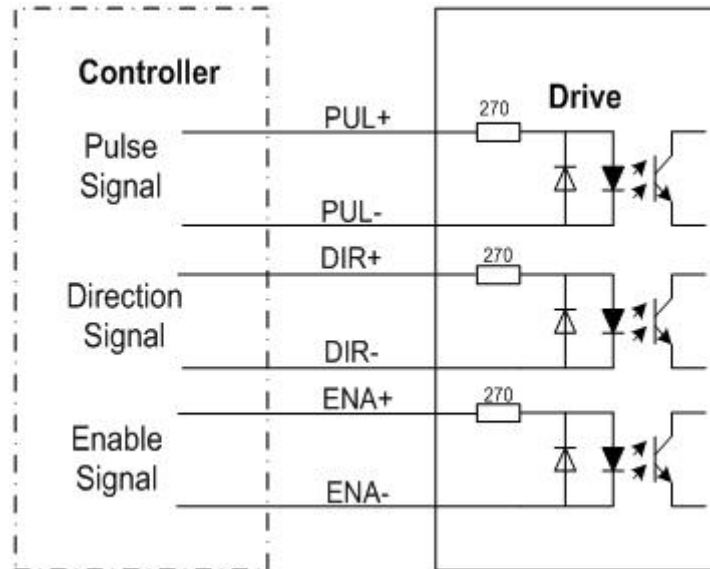 Controller
Drive
PUL+
270
Pulse
Signal
PUL-
DIR+
270
Direction
Signal
DIR-
ENA+
270
Enable
Signal
ENA-